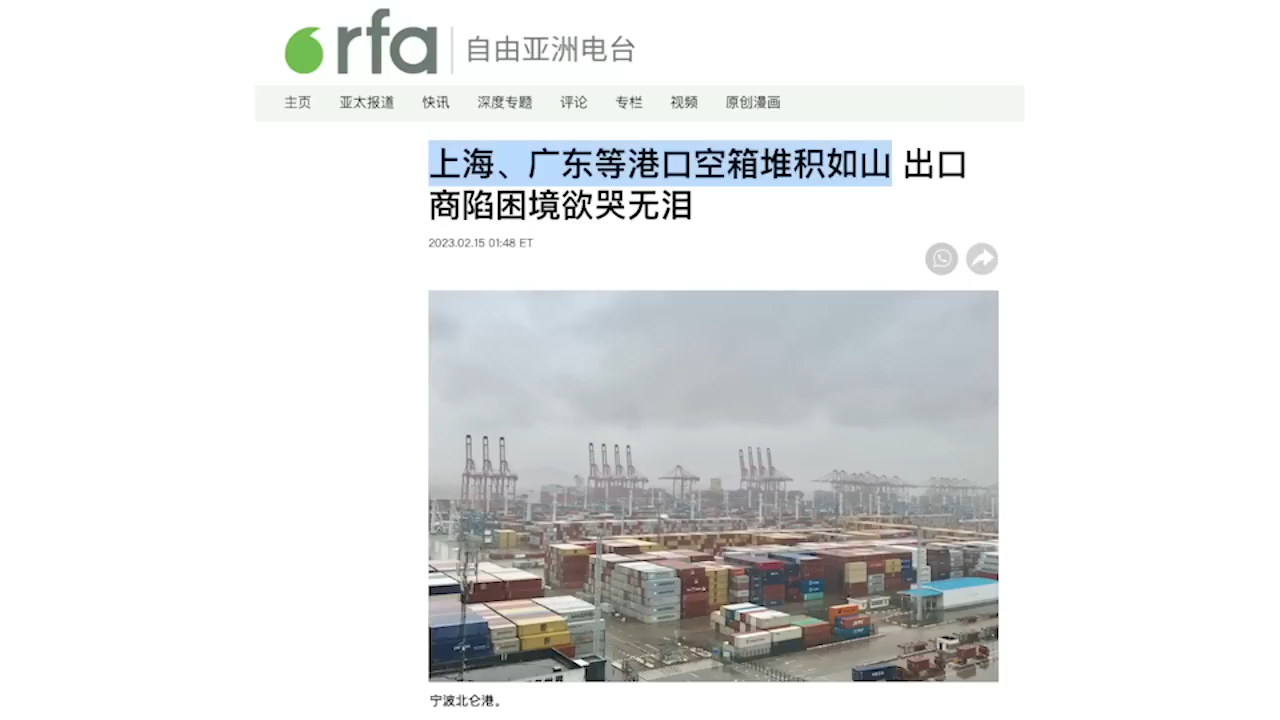 rfa 自由亚洲电台
主页 亚太报道 快讯 深度专题 评论 专栏 视频 原创漫画
上海、广东等港口空箱堆积如山 出口
商陷困境欲哭无泪
2023.02.15 01:48 ET
宁波北仑港。